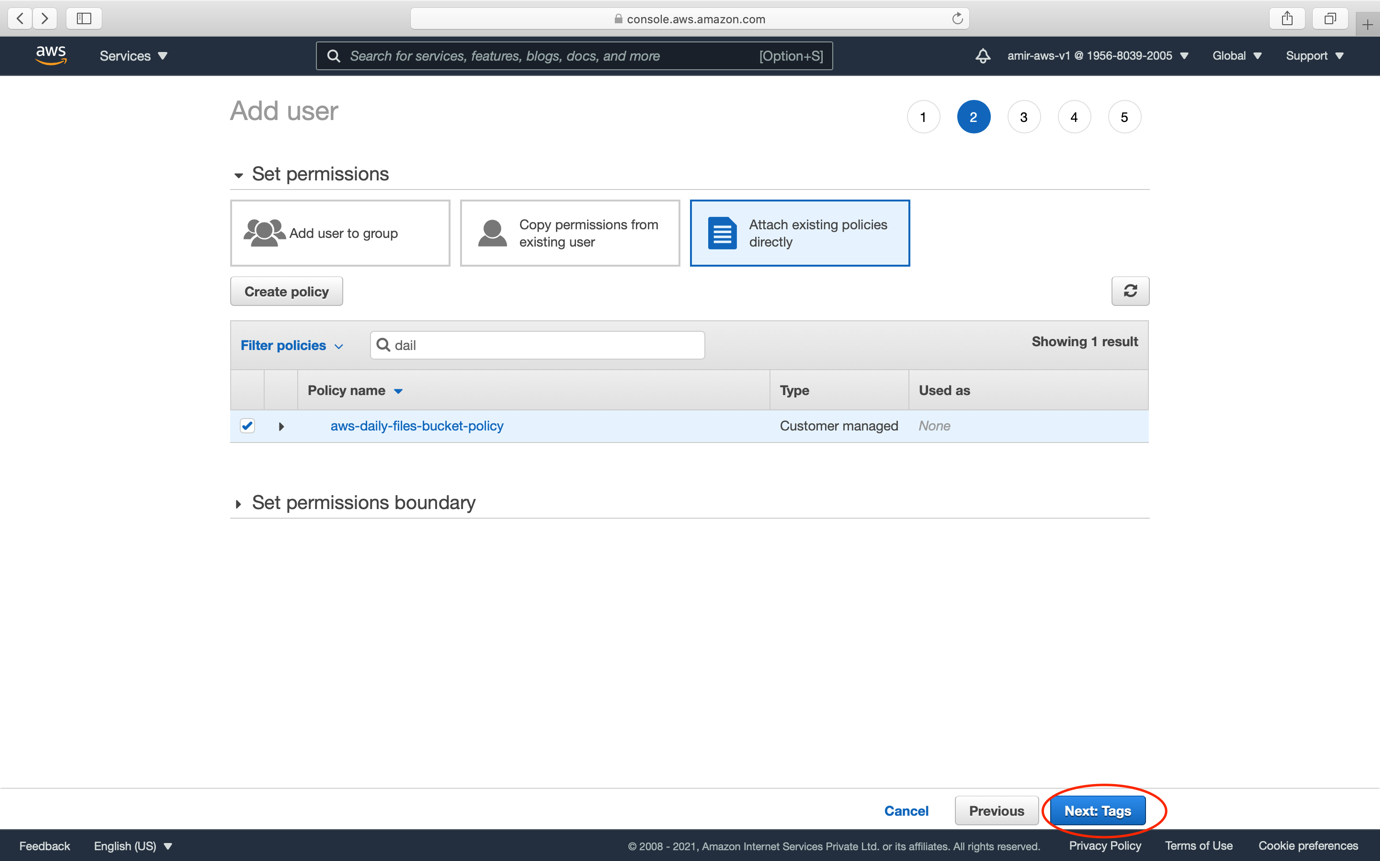 console.aws.amazon.com
aws Services Search for services, features, blogs, docs, and more [Option+S] amir-aws-v1 @ 1956-8039-2005 Global Support
Add user 1 2 3 4 5
Set permissions
Add user to group
Copy permissions from existing user
Attach existing policies directly
Create policy
Filter policies dail Showing 1 result
Policy name Type Used as
aws-daily-files-bucket-policy Customer managed None
Set permissions boundary
Cancel Previous Next: Tags
Feedback English (US) © 2008 - 2021, Amazon Internet Services Private Ltd. or its affiliates. All rights reserved. Privacy Policy Terms of Use Cookie preferences